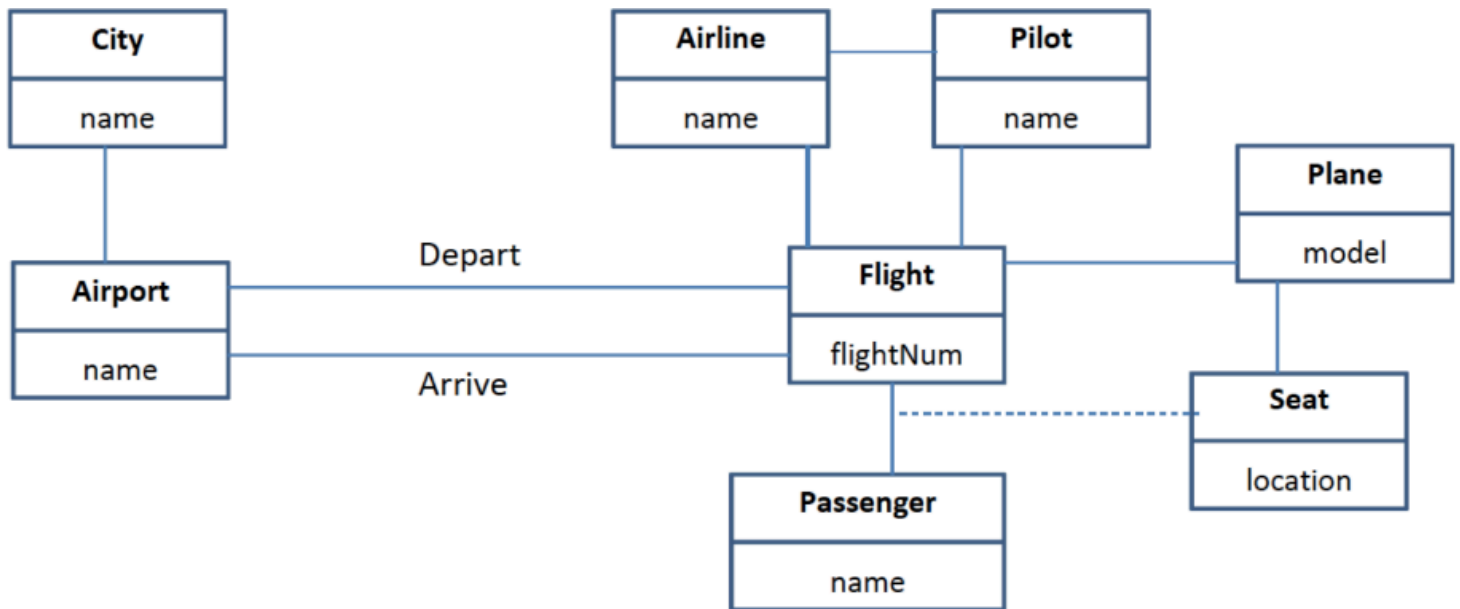 City
name
Airline
name
Pilot
name
Plane
model
Depart
Airport
name
Flight
flightNum
Arrive
Seat
location
Passenger
name